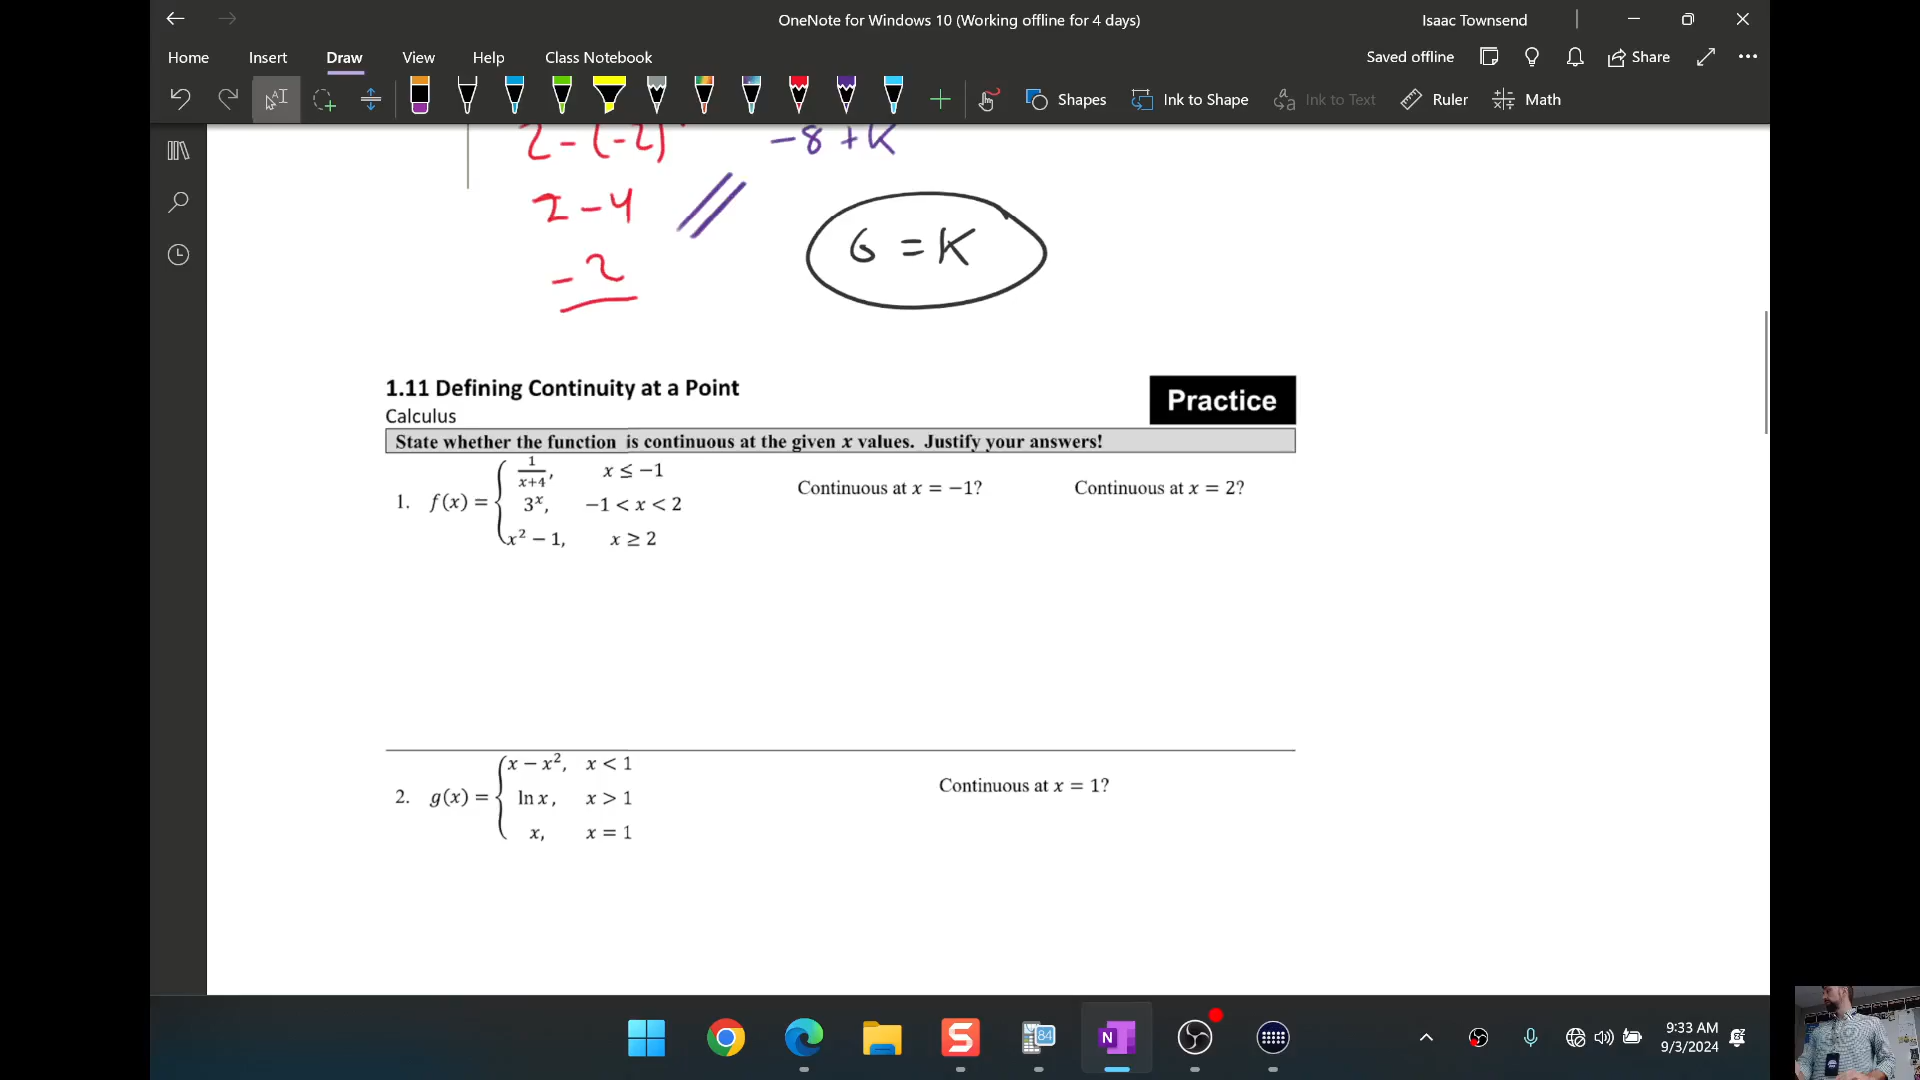 OneNote for Windows 10 (Working offline for 4 days)
Isaac Townsend
Home Insert Draw View Help Class Notebook
Saved offline Share
Shapes Ink to Shape Ink to Text Ruler Math
2 - (-2) -8 + K
2 - 4
6 = K
-2
1.11 Defining Continuity at a Point
Practice
Calculus
State whether the function is continuous at the given x values. Justify your answers!
1. f(x) = { 1/(x+4), x ≤ −1
3^x, −1 < x < 2
x² − 1, x ≥ 2
Continuous at x = −1? Continuous at x = 2?
2. g(x) = { x − x², x < 1
ln x, x > 1
x, x = 1
Continuous at x = 1?
84
9:33 AM
9/3/2024